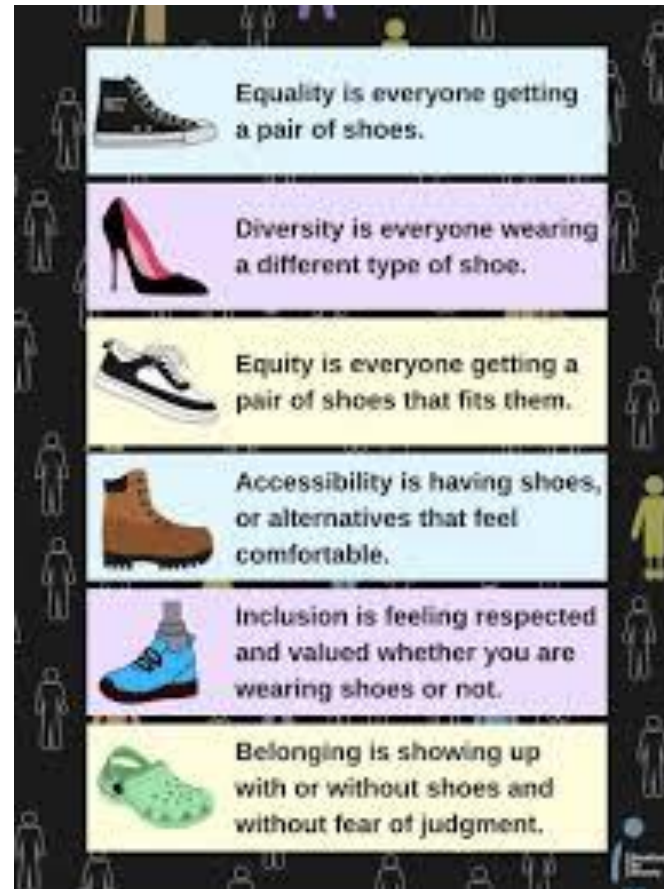 Equality is everyone getting
a pair of shoes.
Diversity is everyone wearing
a different type of shoe.
Equity is everyone getting a
pair of shoes that fits them.
Accessibility is having shoes,
or alternatives that feel
comfortable.
Inclusion is feeling respected
and valued whether you are
wearing shoes or not.
Belonging is showing up
with or without shoes and
without fear of judgment.